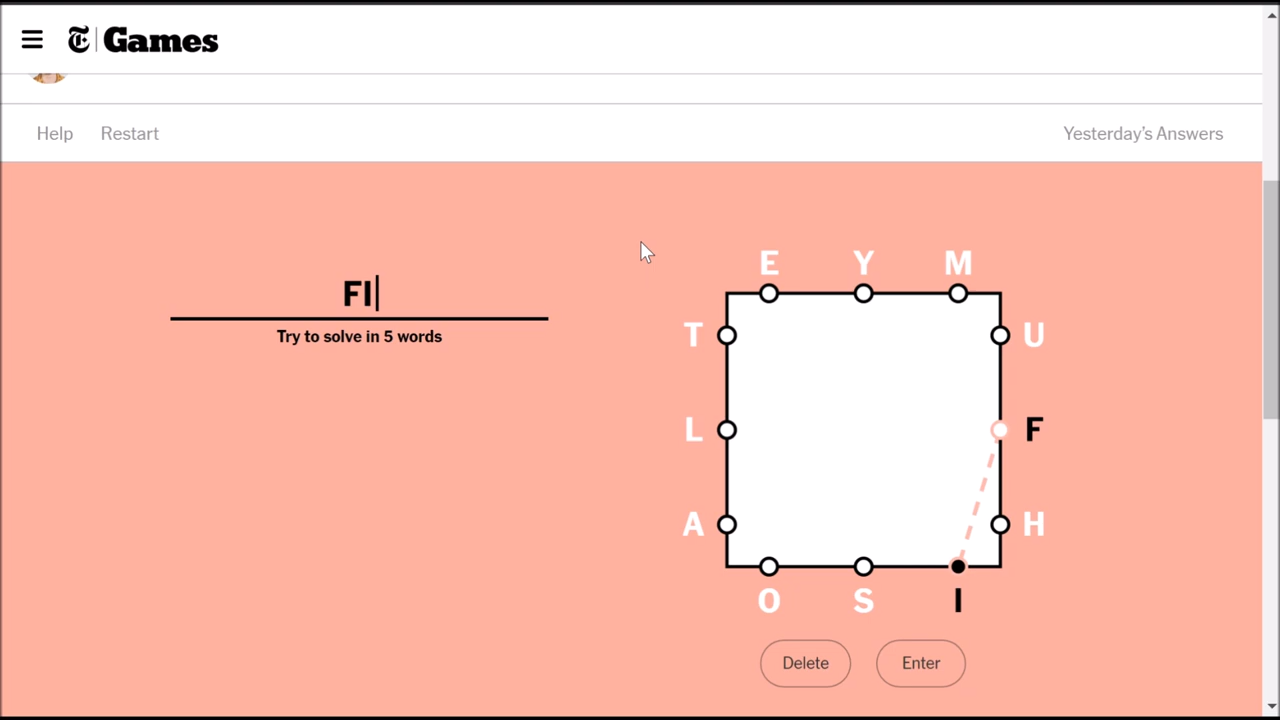 T Games
Help Restart Yesterday's Answers
FI
Try to solve in 5 words
E Y M
T U
L F
A H
O S I
Delete Enter